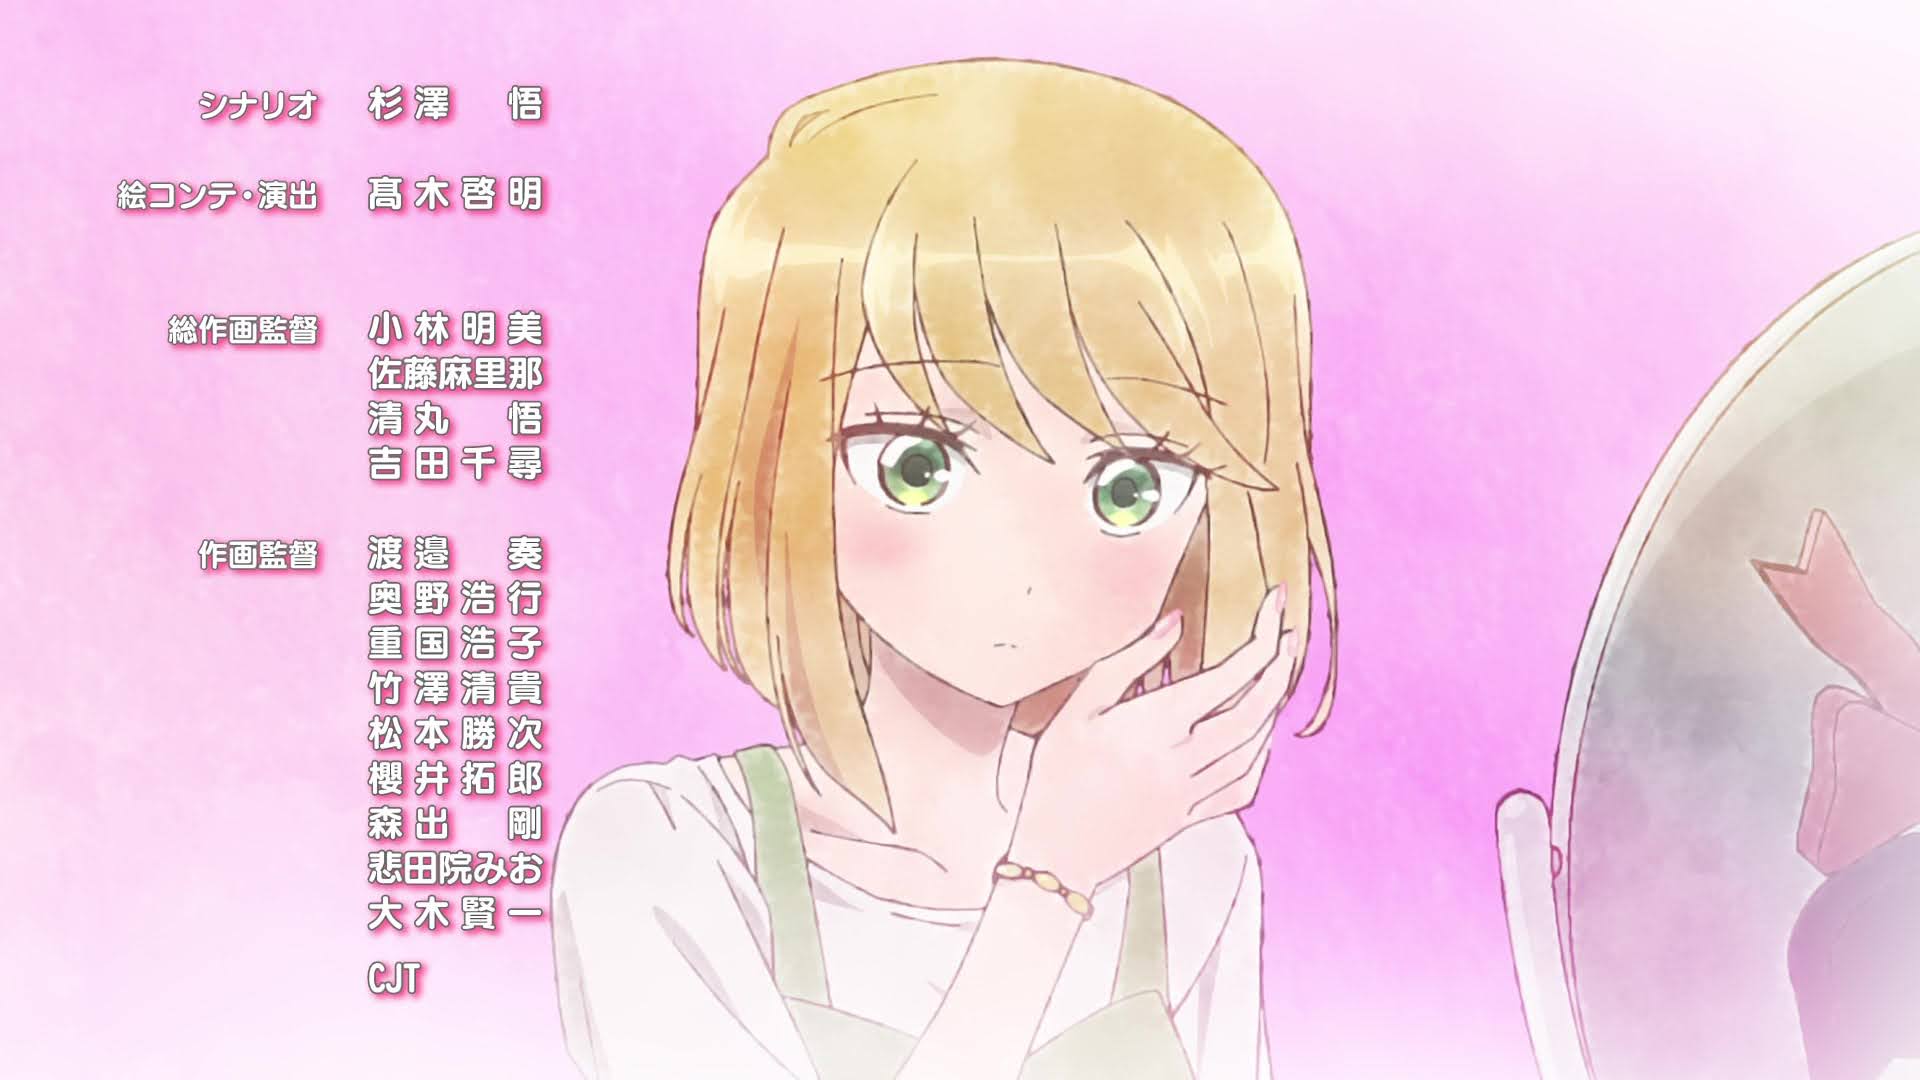 シナリオ 杉澤 悟
絵コンテ・演出 髙木啓明
総作画監督 小林明美
佐藤麻里那
清丸 悟
吉田千尋
作画監督 渡邉 奏
奥野浩行
重国浩子
竹澤清貴
松本勝次
櫻井拓郎
森出 剛
悲田院みお
大木賢一
CJT